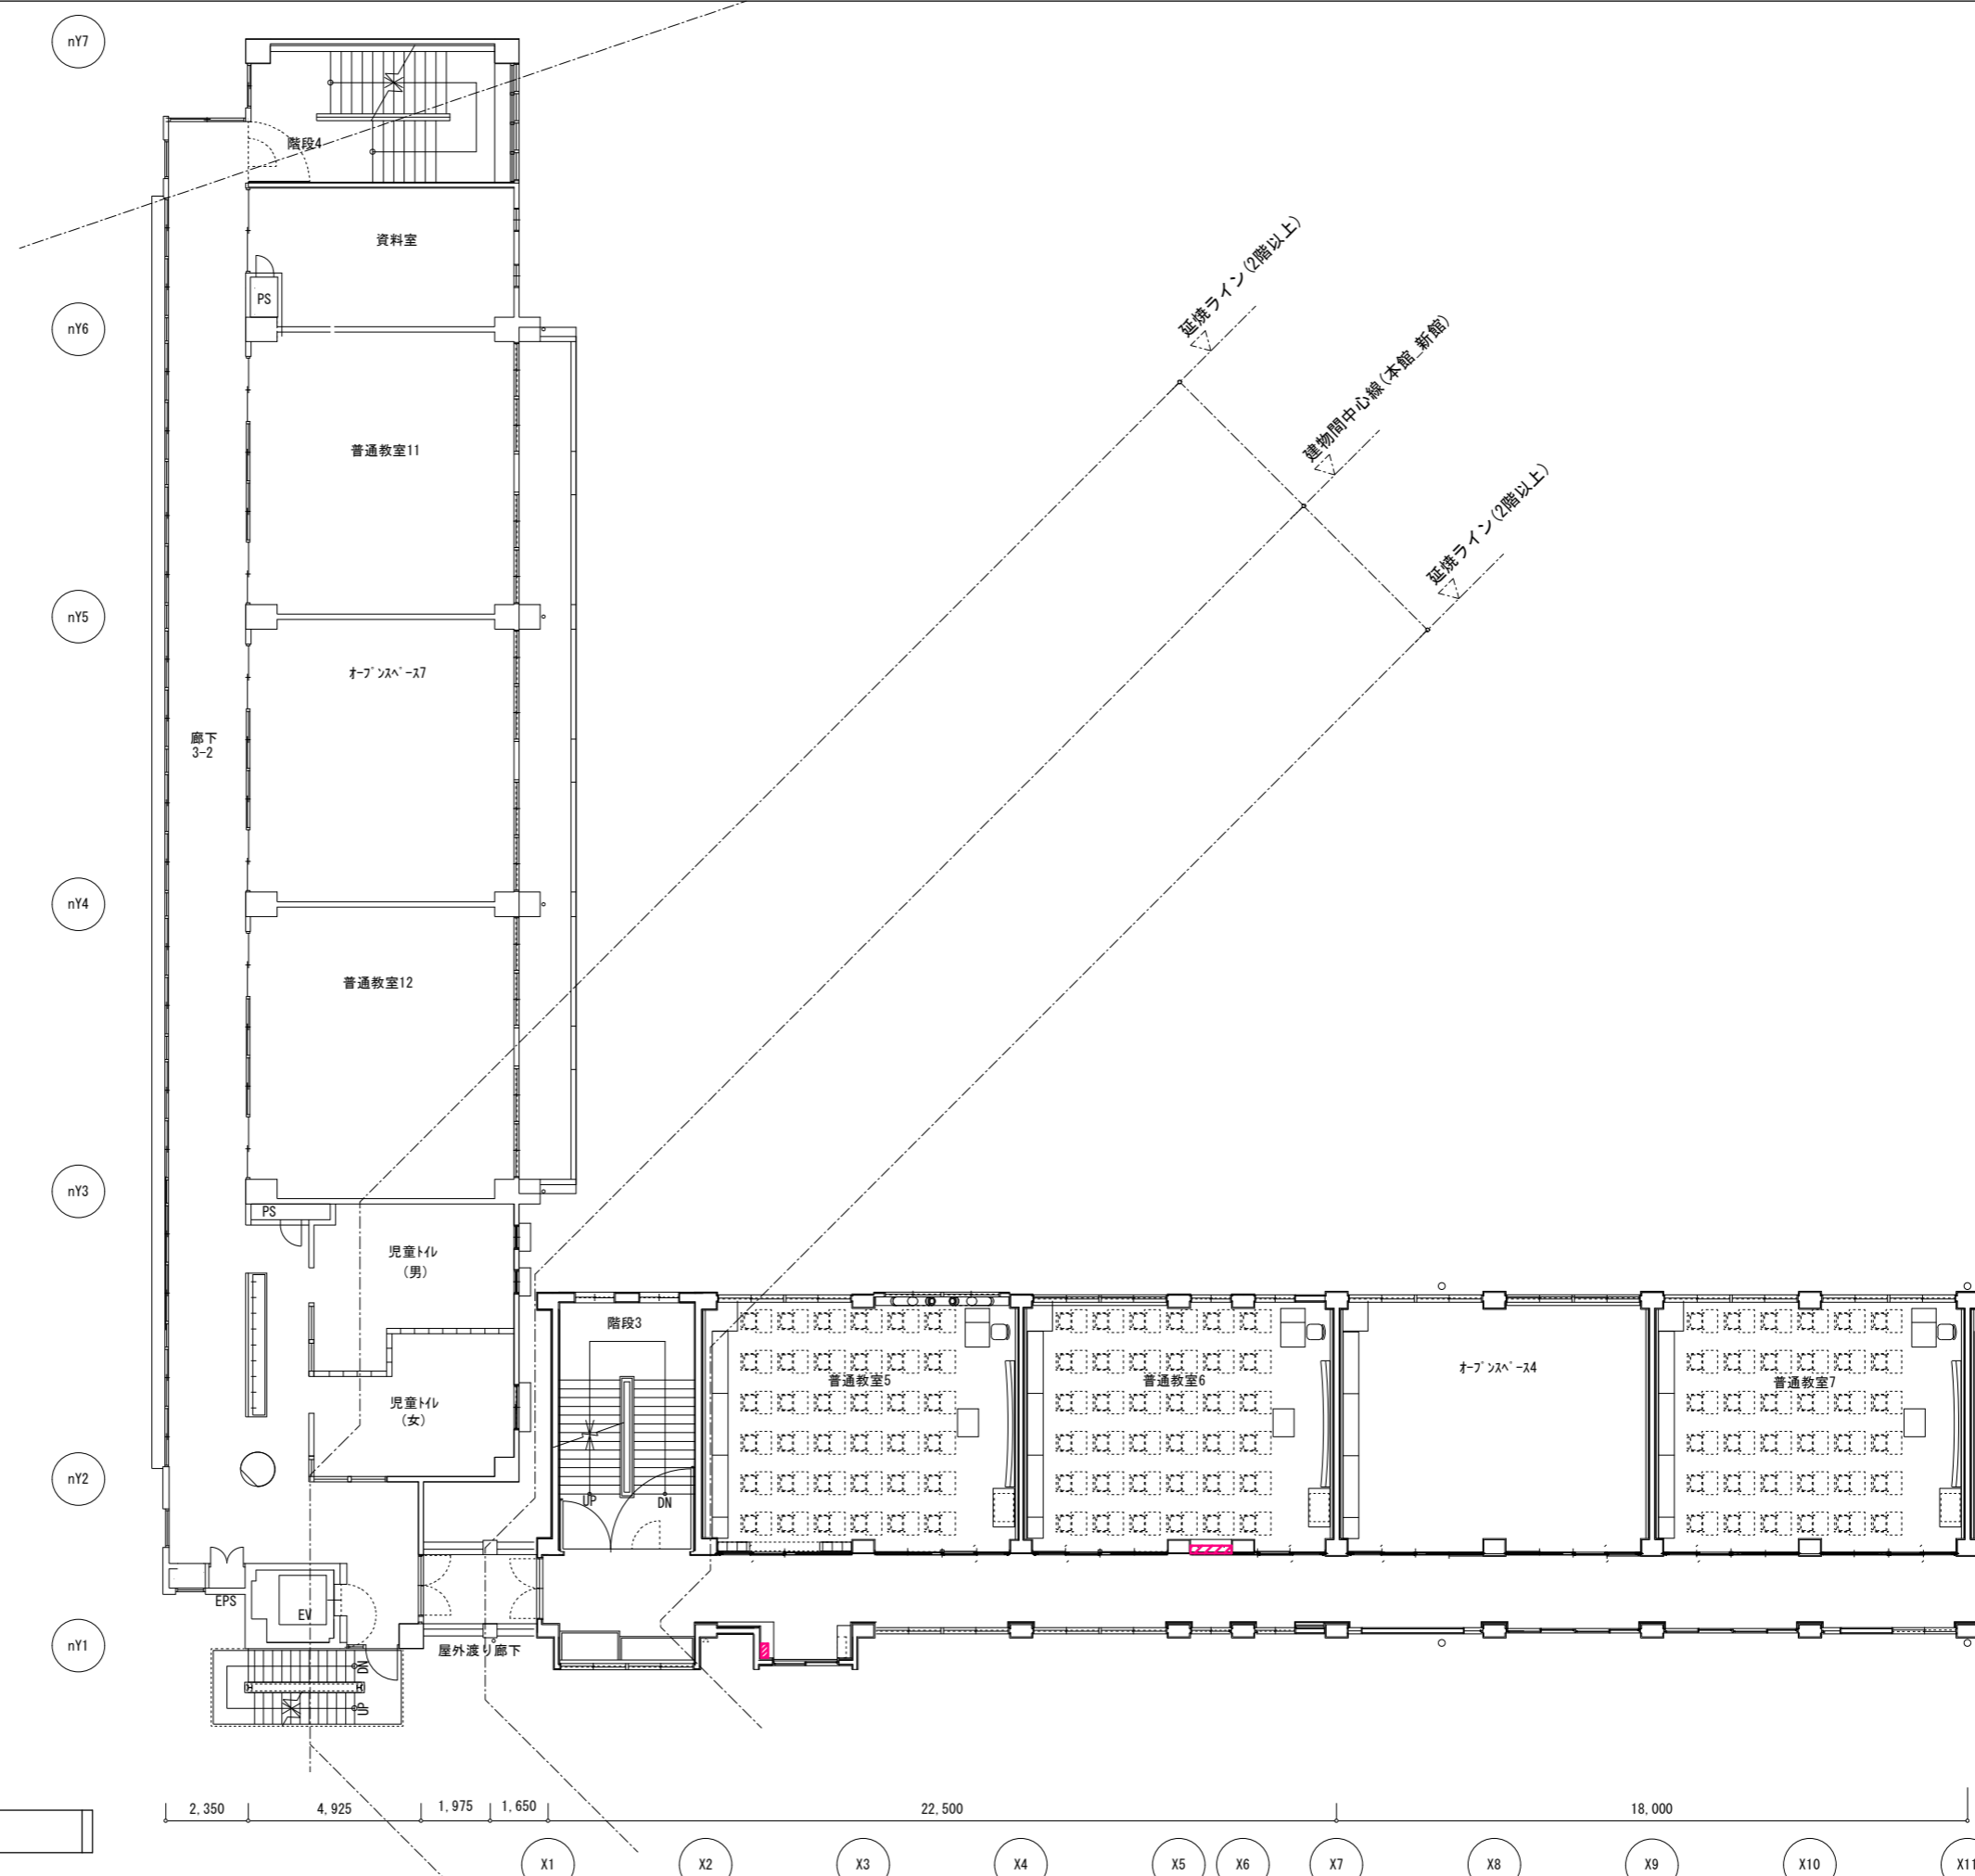 nY7
階段4
資料室
延焼ライン(2階以上)
PS
nY6
建物間中心線(本館_新館)
普通教室11
延焼ライン(2階以上)
nY5
オープンスペース7
廊下
3-2
nY4
普通教室12
nY3
PS
児童トイレ
(男)
階段3
オープンスペース4
普通教室5
普通教室6
普通教室7
児童トイレ
(女)
nY2
UP
DN
EPS
EV
nY1
屋外渡り廊下
DN
UP
2,350
4,925
1,975
1,650
22,500
18,000
X1
X2
X3
X4
X5
X6
X7
X8
X9
X10
X11